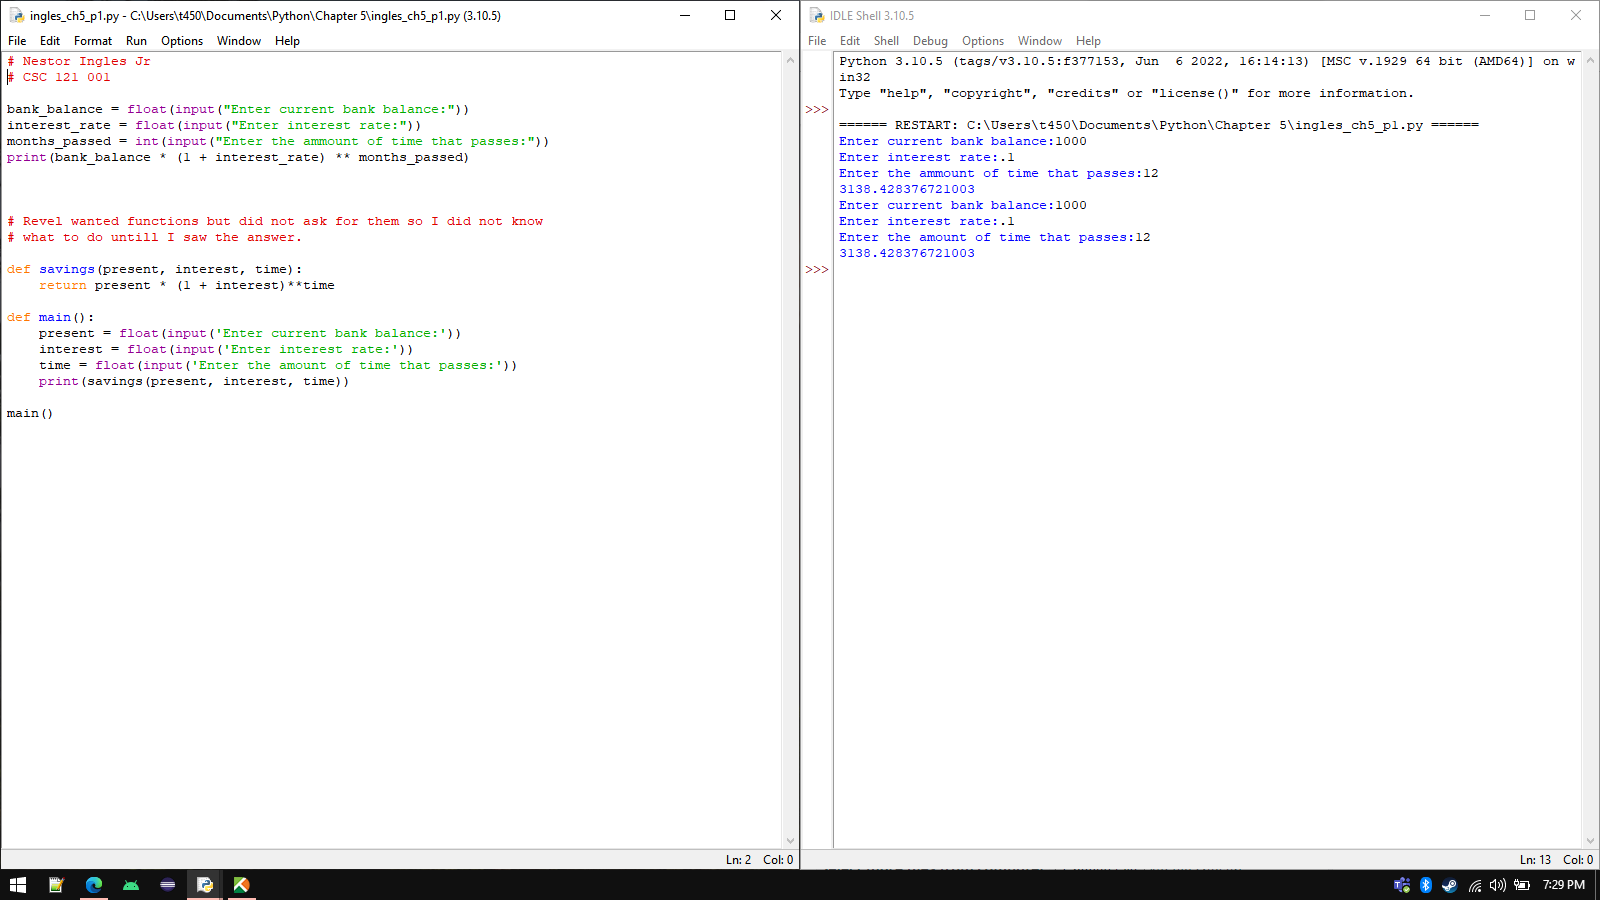 ingles_ch5_p1.py - C:\Users\t450\Documents\Python\Chapter 5\ingles_ch5_p1.py (3.10.5)
File Edit Format Run Options Window Help
# Nestor Ingles Jr
# CSC 121 001
bank_balance = float(input("Enter current bank balance:"))
interest_rate = float(input("Enter interest rate:"))
months_passed = int(input("Enter the ammount of time that passes:"))
print(bank_balance * (1 + interest_rate) ** months_passed)
# Revel wanted functions but did not ask for them so I did not know
# what to do untill I saw the answer.
def savings(present, interest, time):
    return present * (1 + interest)**time
def main():
    present = float(input('Enter current bank balance:'))
    interest = float(input('Enter interest rate:'))
    time = float(input('Enter the amount of time that passes:'))
    print(savings(present, interest, time))
main()
Ln: 2 Col: 0
IDLE Shell 3.10.5
File Edit Shell Debug Options Window Help
Python 3.10.5 (tags/v3.10.5:f377153, Jun  6 2022, 16:14:13) [MSC v.1929 64 bit (AMD64)] on w
in32
Type "help", "copyright", "credits" or "license()" for more information.
>>>
====== RESTART: C:\Users\t450\Documents\Python\Chapter 5\ingles_ch5_p1.py ======
Enter current bank balance:1000
Enter interest rate:.1
Enter the ammount of time that passes:12
3138.428376721003
Enter current bank balance:1000
Enter interest rate:.1
Enter the amount of time that passes:12
3138.428376721003
>>>
Ln: 13 Col: 0
7:29 PM